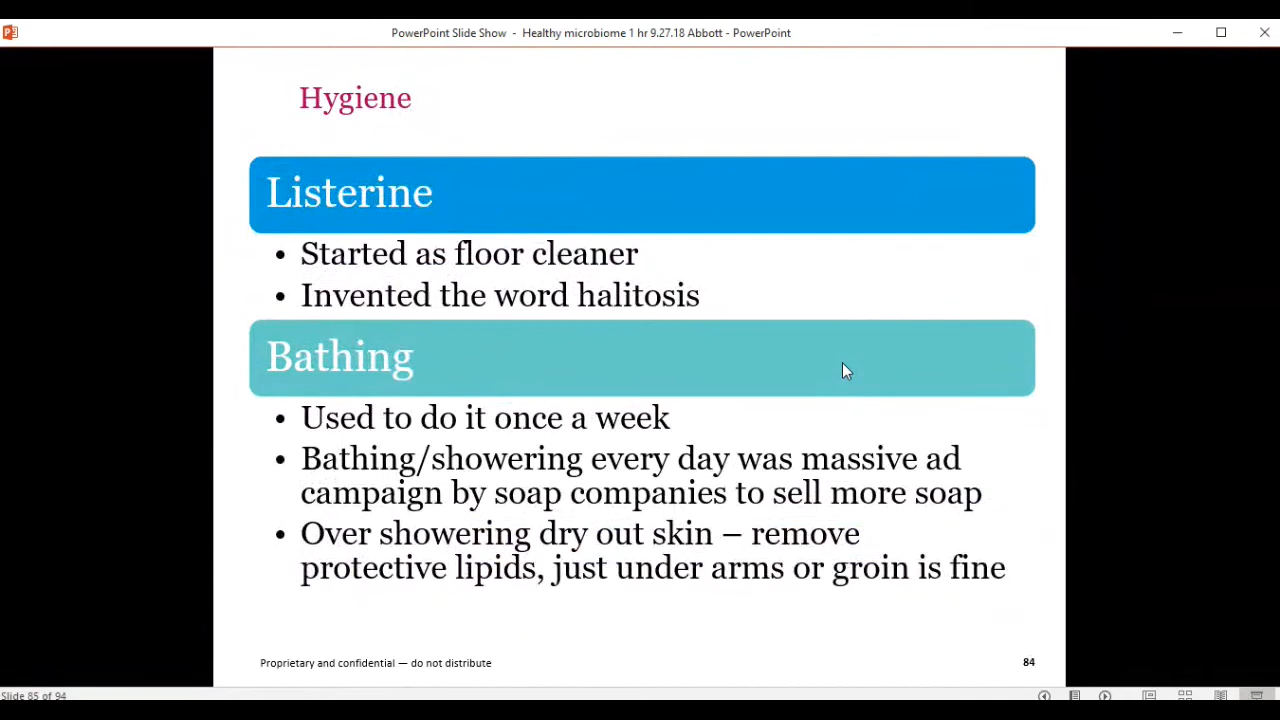 PowerPoint Slide Show - Healthy microbiome 1 hr 9.27.18 Abbott - PowerPoint
Hygiene
Listerine
• Started as floor cleaner
• Invented the word halitosis
Bathing
• Used to do it once a week
• Bathing/showering every day was massive ad
campaign by soap companies to sell more soap
• Over showering dry out skin – remove
protective lipids, just under arms or groin is fine
Proprietary and confidential — do not distribute
84
Slide 85 of 94